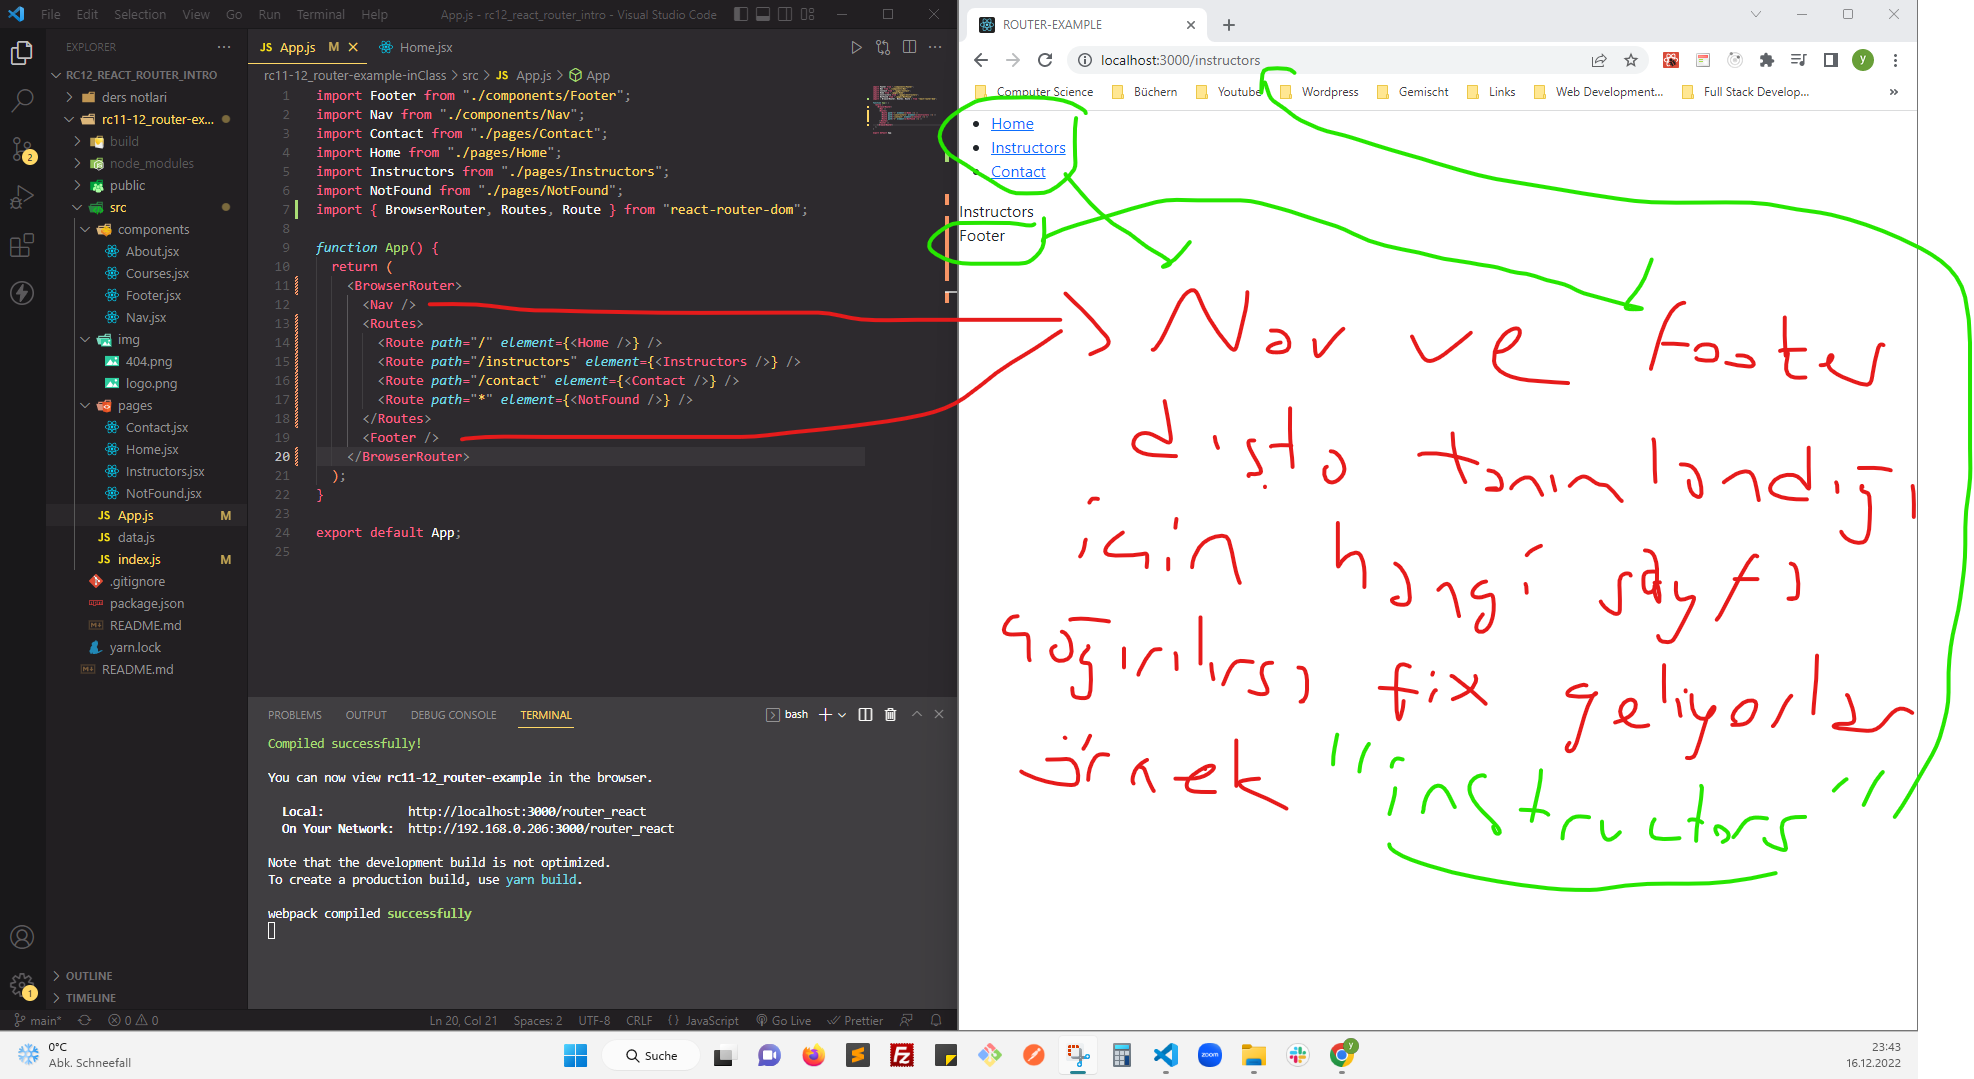 File Edit Selection View Go Run Terminal Help
App.js - rc12_react_router_intro - Visual Studio Code
EXPLORER
RC12_REACT_ROUTER_INTRO
ders notlari
rc11-12_router-ex...
build
node_modules
public
src
components
About.jsx
Courses.jsx
Footer.jsx
Nav.jsx
img
404.png
logo.png
pages
Contact.jsx
Home.jsx
Instructors.jsx
NotFound.jsx
JS App.js M
JS data.js
JS index.js M
.gitignore
package.json
README.md
yarn.lock
README.md
OUTLINE
TIMELINE
2
1
JS App.js M
Home.jsx
rc11-12_router-example-inClass > src > JS App.js > App
1 import Footer from "./components/Footer";
2 import Nav from "./components/Nav";
3 import Contact from "./pages/Contact";
4 import Home from "./pages/Home";
5 import Instructors from "./pages/Instructors";
6 import NotFound from "./pages/NotFound";
7 import { BrowserRouter, Routes, Route } from "react-router-dom";
8
9 function App() {
10 return (
11 <BrowserRouter>
12 <Nav />
13 <Routes>
14 <Route path="/" element={<Home />} />
15 <Route path="/instructors" element={<Instructors />} />
16 <Route path="/contact" element={<Contact />} />
17 <Route path="*" element={<NotFound />} />
18 </Routes>
19 <Footer />
20 </BrowserRouter>
21 );
22 }
23
24 export default App;
25
PROBLEMS OUTPUT DEBUG CONSOLE TERMINAL
bash
Compiled successfully!
You can now view rc11-12_router-example in the browser.
Local: http://localhost:3000/router_react
On Your Network: http://192.168.0.206:3000/router_react
Note that the development build is not optimized.
To create a production build, use yarn build.
webpack compiled successfully
main* 0 0
Ln 20, Col 21 Spaces: 2 UTF-8 CRLF {} JavaScript Go Live Prettier
ROUTER-EXAMPLE
localhost:3000/instructors
y
Computer Science Büchern Youtube Wordpress Gemischt Links Web Development... Full Stack Develop... »
Home
Instructors
Contact
Instructors
Footer
Nav ve footer
dışta tanımlandığı
için hangi sayfa
çağırılırsa fix geliyorlar
örnek "instructors"
0°C
Abk. Schneefall
Suche
zoom
y
23:43
16.12.2022